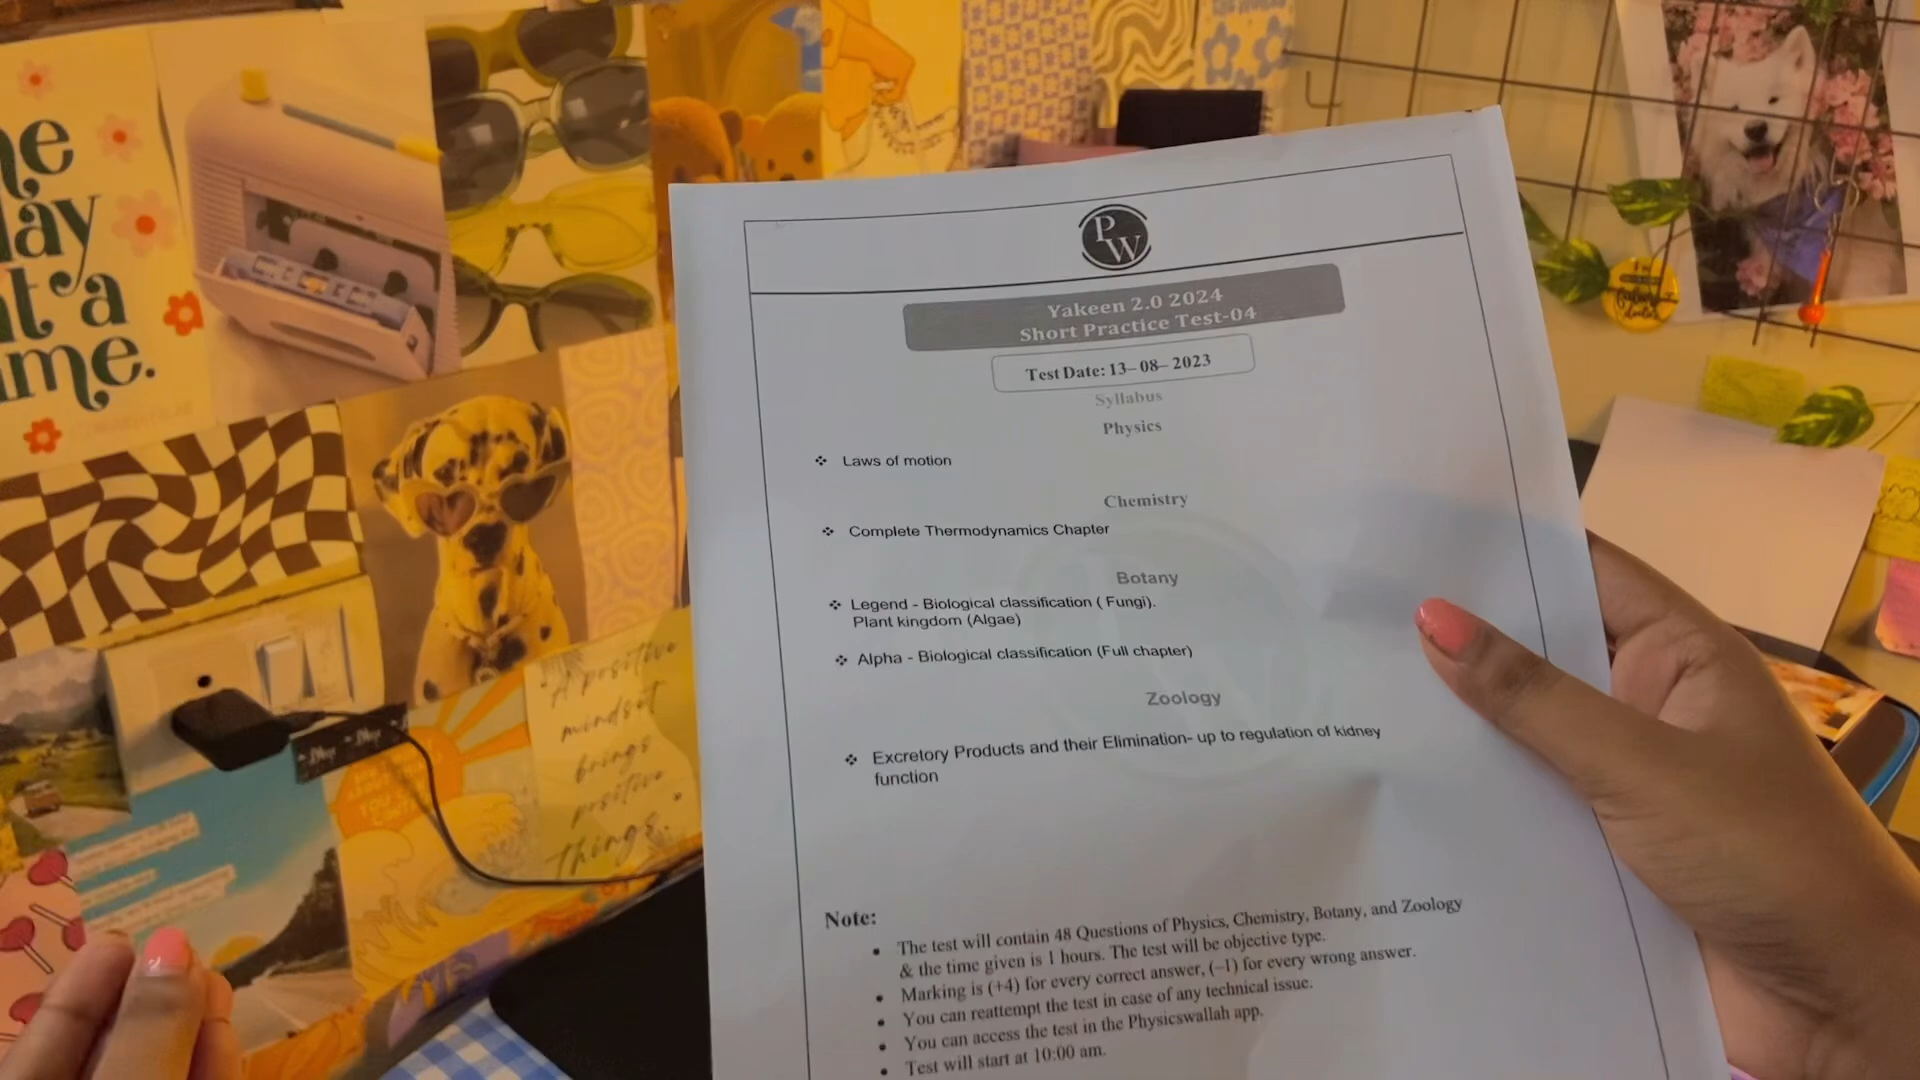 he
day
at a
ime.
A positive
mindset
brings
positive
things.
PW
Yakeen 2.0 2024
Short Practice Test-04
Test Date: 13– 08– 2023
Syllabus
Physics
Laws of motion
Chemistry
Complete Thermodynamics Chapter
Botany
Legend - Biological classification ( Fungi).
Plant kingdom (Algae)
Alpha - Biological classification (Full chapter)
Zoology
Excretory Products and their Elimination- up to regulation of kidney
function
Note:
The test will contain 48 Questions of Physics, Chemistry, Botany, and Zoology
& the time given is 1 hours. The test will be objective type.
Marking is (+4) for every correct answer, (–1) for every wrong answer.
You can reattempt the test in case of any technical issue.
You can access the test in the Physicswallah app.
Test will start at 10:00 am.